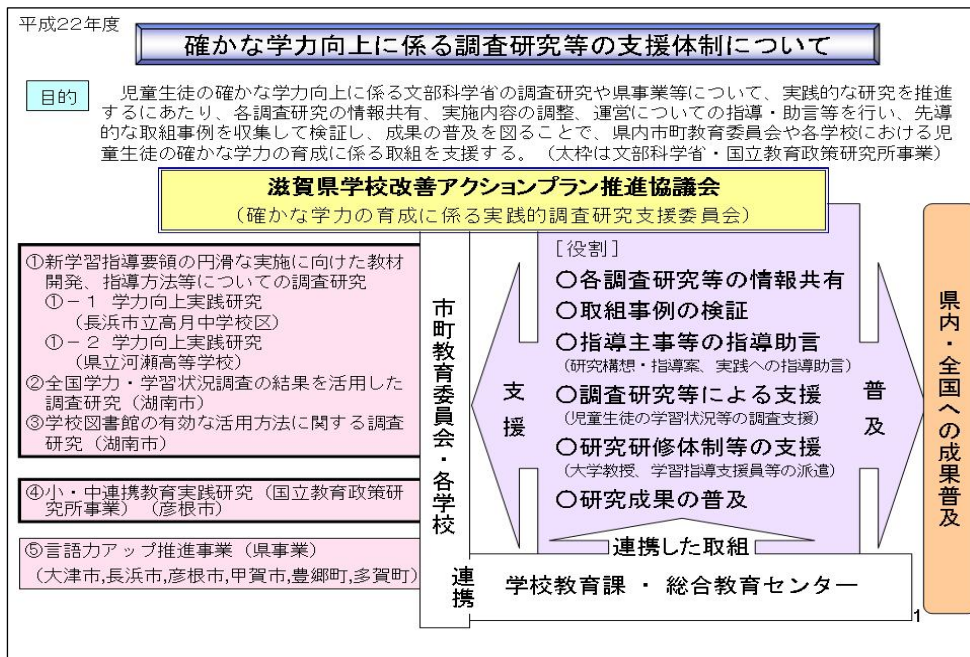 平成22年度
確かな学力向上に係る調査研究等の支援体制について
目的
児童生徒の確かな学力向上に係る文部科学省の調査研究や県事業等について、実践的な研究を推進
するにあたり、各調査研究の情報共有、実施内容の調整、運営についての指導・助言等を行い、先導
的な取組事例を収集して検証し、成果の普及を図ることで、県内市町教育委員会や各学校における児
童生徒の確かな学力の育成に係る取組を支援する。（太枠は文部科学省・国立教育政策研究所事業）
滋賀県学校改善アクションプラン推進協議会
（確かな学力の育成に係る実践的調査研究支援委員会）
①新学習指導要領の円滑な実施に向けた教材
開発、指導方法等についての調査研究
①－１ 学力向上実践研究
（長浜市立高月中学校区）
①－２ 学力向上実践研究
（県立河瀬高等学校）
②全国学力・学習状況調査の結果を活用した
調査研究（湖南市）
③学校図書館の有効な活用方法に関する調査
研究（湖南市）
④小・中連携教育実践研究（国立教育政策研
究所事業）（彦根市）
⑤言語力アップ推進事業（県事業）
（大津市,長浜市,彦根市,甲賀市,豊郷町,多賀町）
市町教育委員会・各学校
連携
支援
［役割］
○各調査研究等の情報共有
○取組事例の検証
○指導主事等の指導助言
（研究構想・指導案、実践への指導助言）
○調査研究等による支援
（児童生徒の学習状況等の調査支援）
○研究研修体制等の支援
（大学教授、学習指導支援員等の派遣）
○研究成果の普及
普及
県内・全国への成果普及
連携した取組
学校教育課 ・ 総合教育センター
1